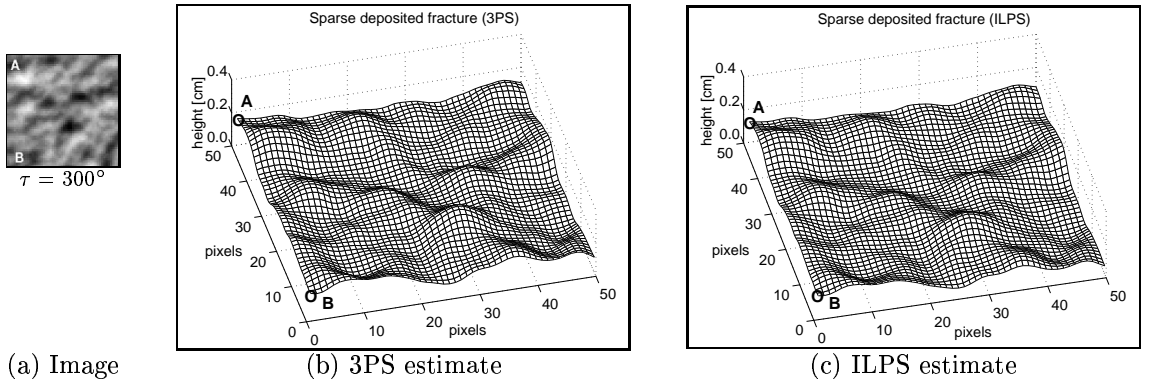 A
B
τ = 300°
(a) Image
Sparse deposited fracture (3PS)
0.4
0.2
0.0
height [cm]
A
B
50
40
30
20
10
0
pixels
0
10
20
30
40
50
pixels
(b) 3PS estimate
Sparse deposited fracture (ILPS)
0.4
0.2
0.0
height [cm]
A
B
50
40
30
20
10
0
pixels
0
10
20
30
40
50
pixels
(c) ILPS estimate